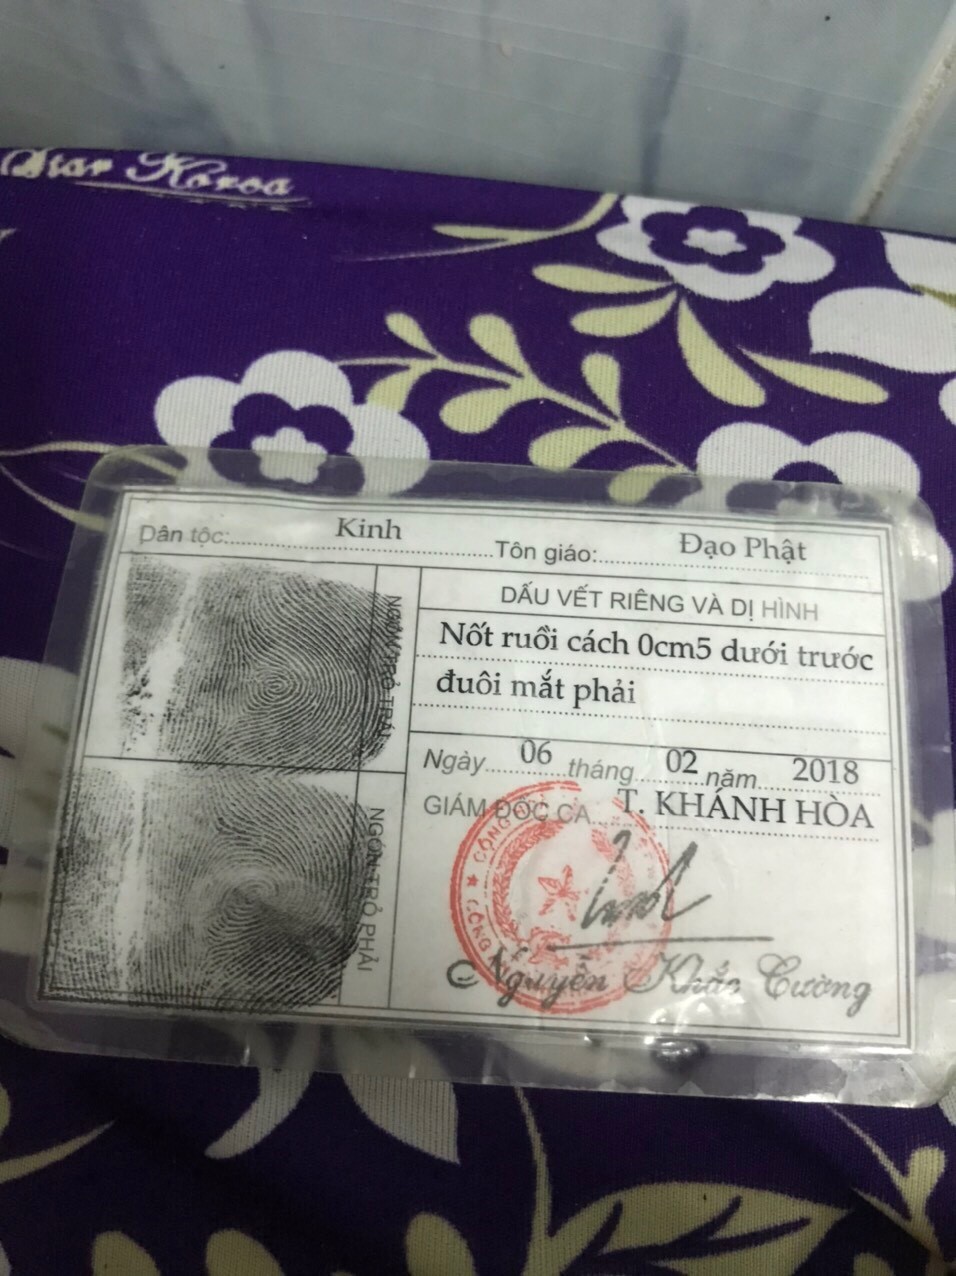 Star Korea
Dân tộc: Kinh Tôn giáo: Đạo Phật
NGÓN TRỎ TRÁI
NGÓN TRỎ PHẢI
DẤU VẾT RIÊNG VÀ DỊ HÌNH
Nốt ruồi cách 0cm5 dưới trước
đuôi mắt phải
Ngày 06 tháng 02 năm 2018
GIÁM ĐỐC CA T. KHÁNH HÒA
CÔNG
Nguyễn Khắc Cường